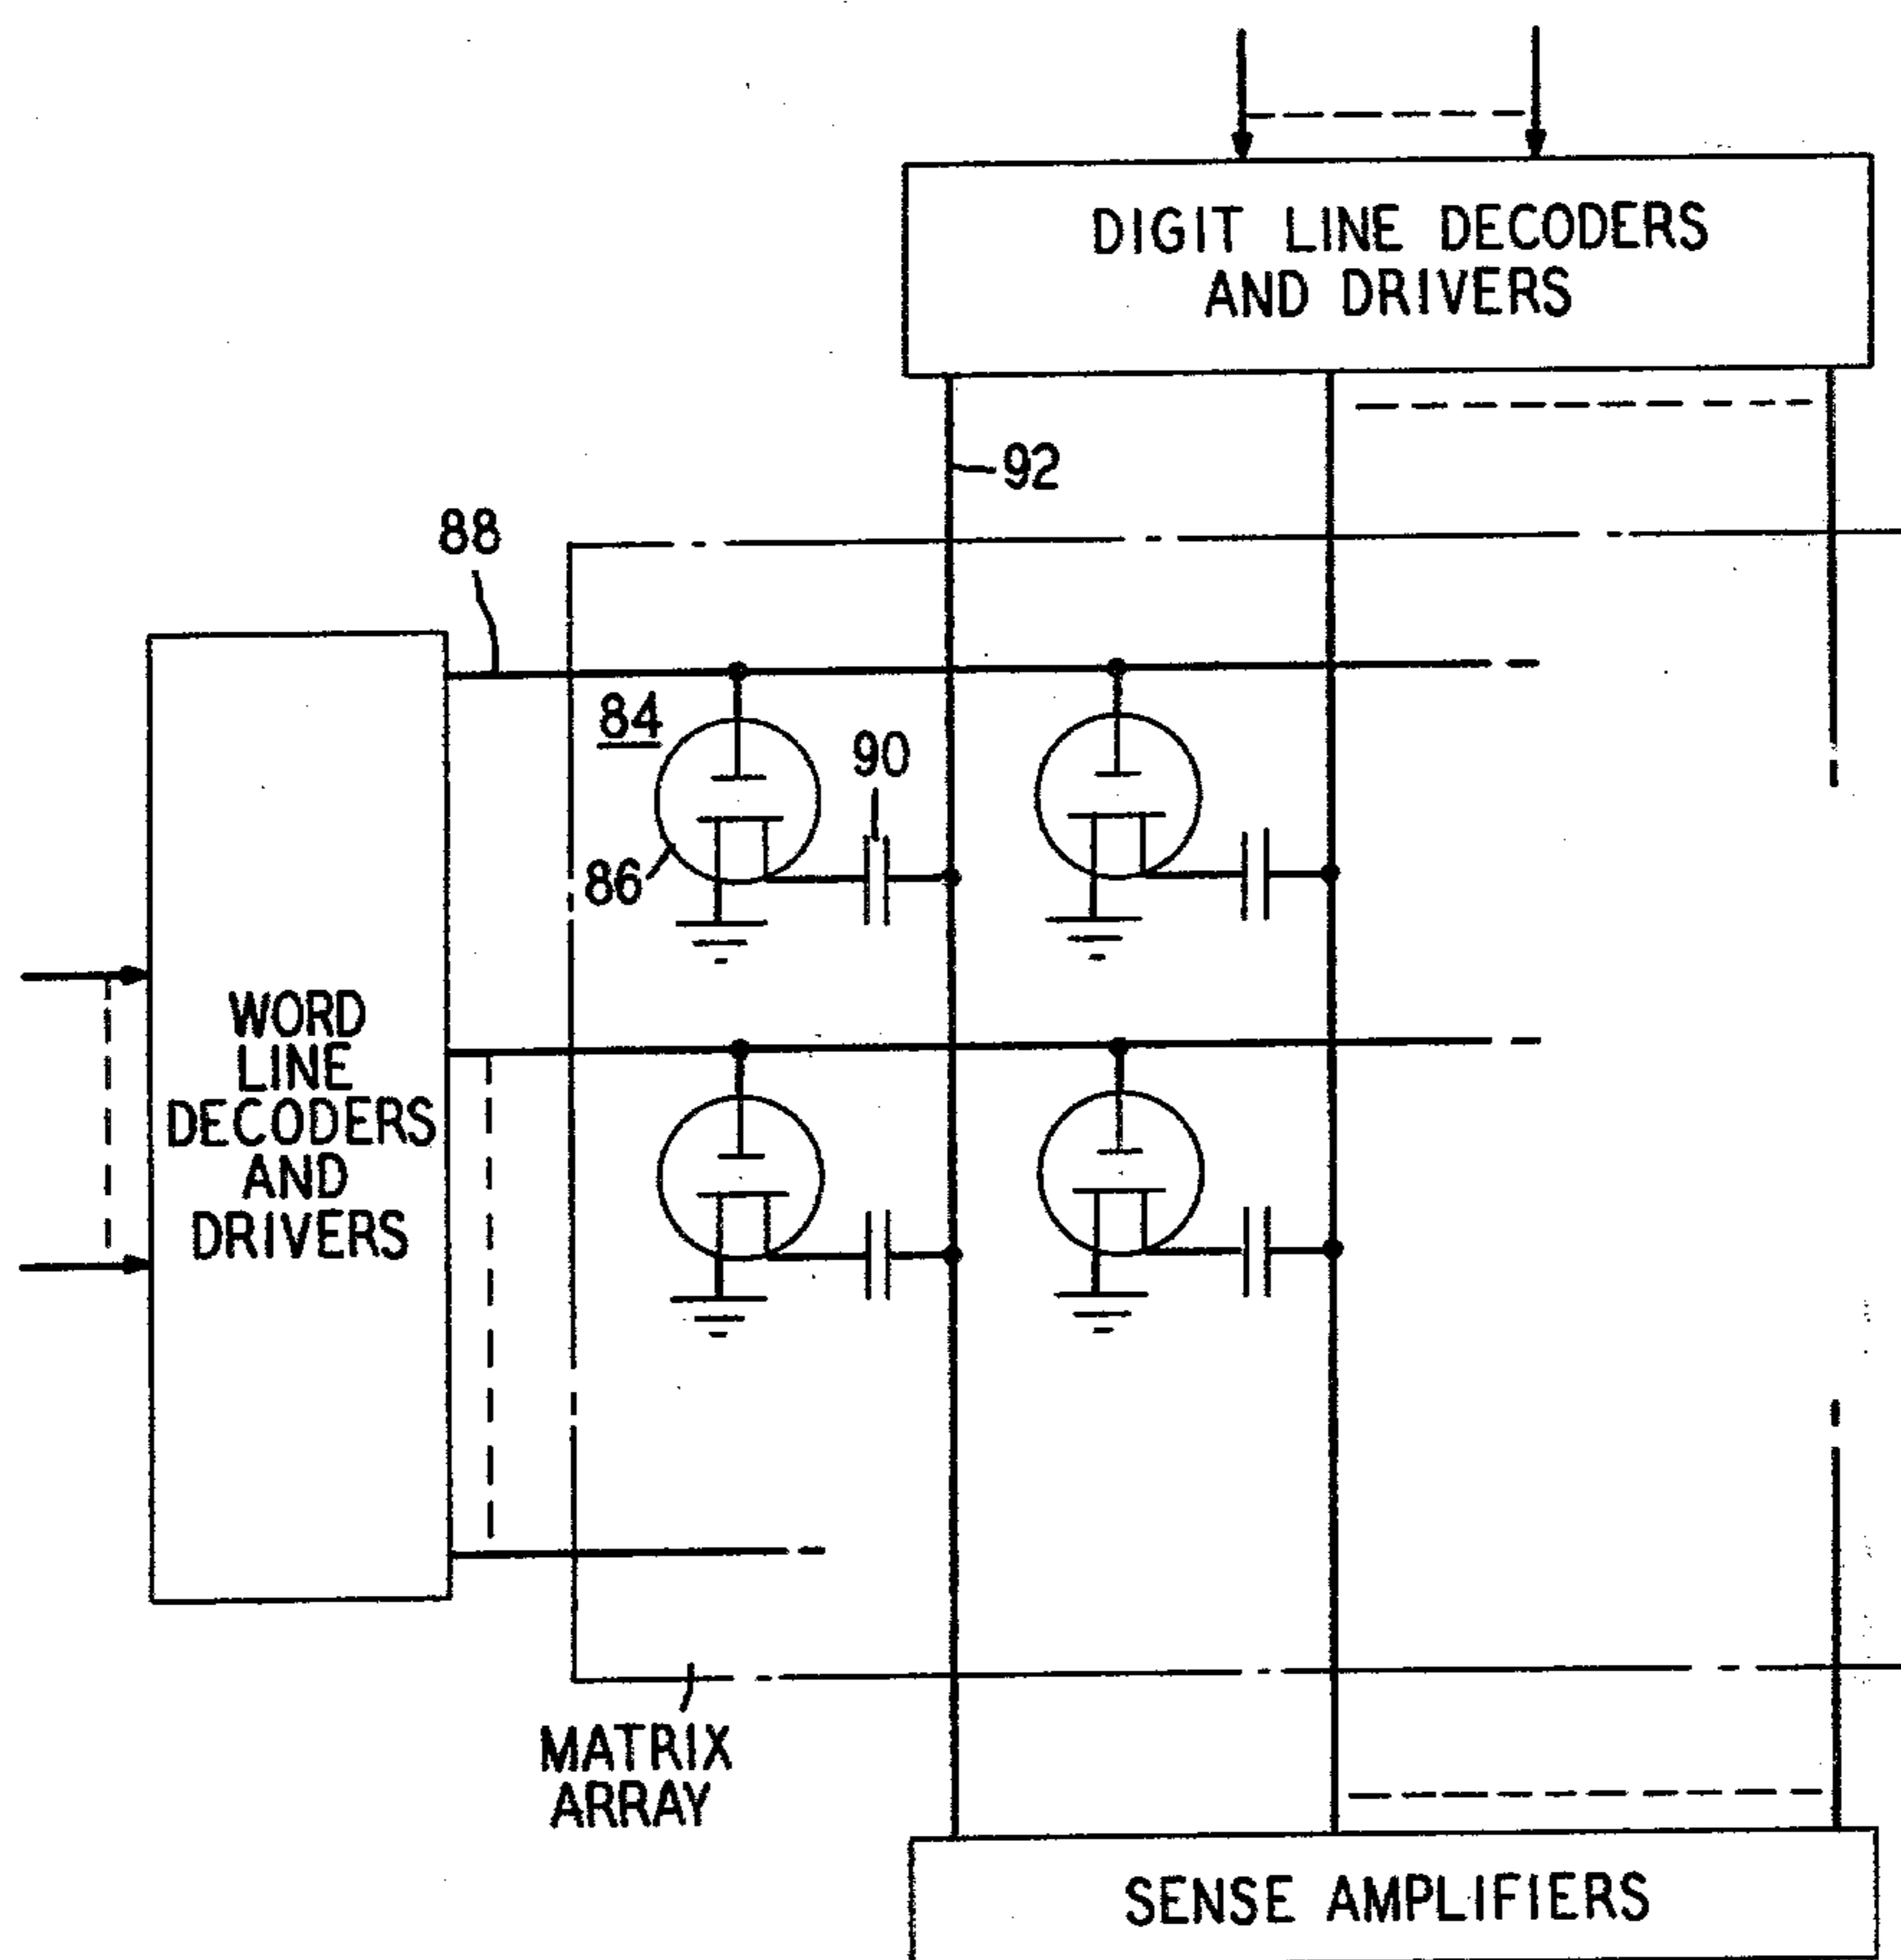 DIGIT LINE DECODERS
AND DRIVERS
92
88
84
90
86
WORD
LINE
DECODERS
AND
DRIVERS
MATRIX
ARRAY
SENSE AMPLIFIERS